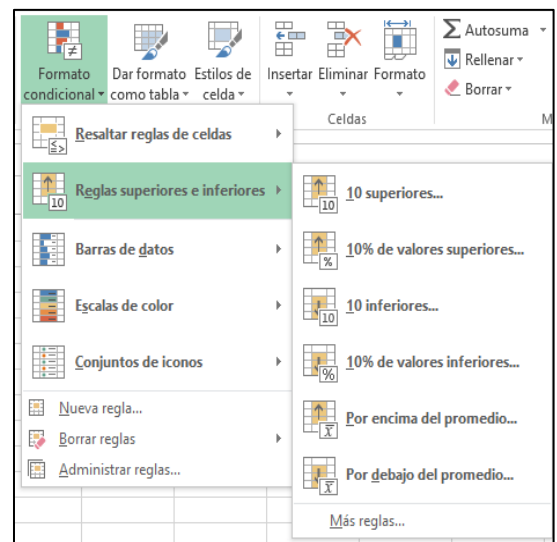 Formato condicional
Dar formato como tabla
Estilos de celda
Insertar
Eliminar
Formato
Celdas
Autosuma
Rellenar
Borrar
M
Resaltar reglas de celdas
Reglas superiores e inferiores
Barras de datos
Escalas de color
Conjuntos de iconos
Nueva regla...
Borrar reglas
Administrar reglas...
10 superiores...
10% de valores superiores...
10 inferiores...
10% de valores inferiores...
Por encima del promedio...
Por debajo del promedio...
Más reglas...